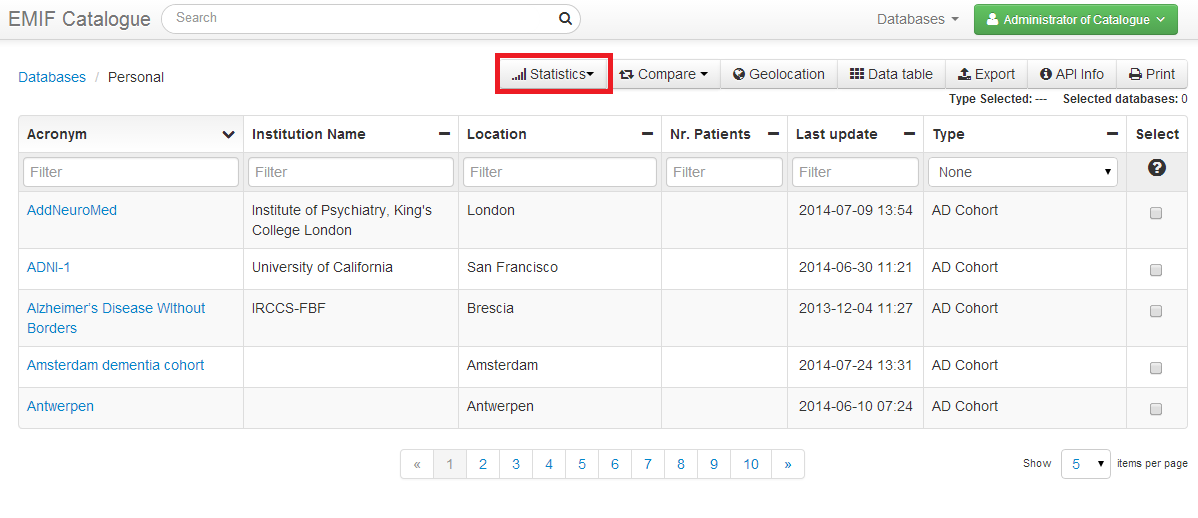 EMIF Catalogue Search Databases Administrator of Catalogue
Databases / Personal Statistics Compare Geolocation Data table Export API Info Print
Type Selected: --- Selected databases: 0
Acronym Institution Name Location Nr. Patients Last update Type Select
Filter Filter Filter Filter Filter None ?
AddNeuroMed Institute of Psychiatry, King's London 2014-07-09 13:54 AD Cohort
College London
ADNI-1 University of California San Francisco 2014-06-30 11:21 AD Cohort
Alzheimer's Disease WIthout IRCCS-FBF Brescia 2013-12-04 11:27 AD Cohort
Borders
Amsterdam dementia cohort Amsterdam 2014-07-24 13:31 AD Cohort
Antwerpen Antwerpen 2014-06-10 07:24 AD Cohort
« 1 2 3 4 5 6 7 8 9 10 » Show 5 items per page